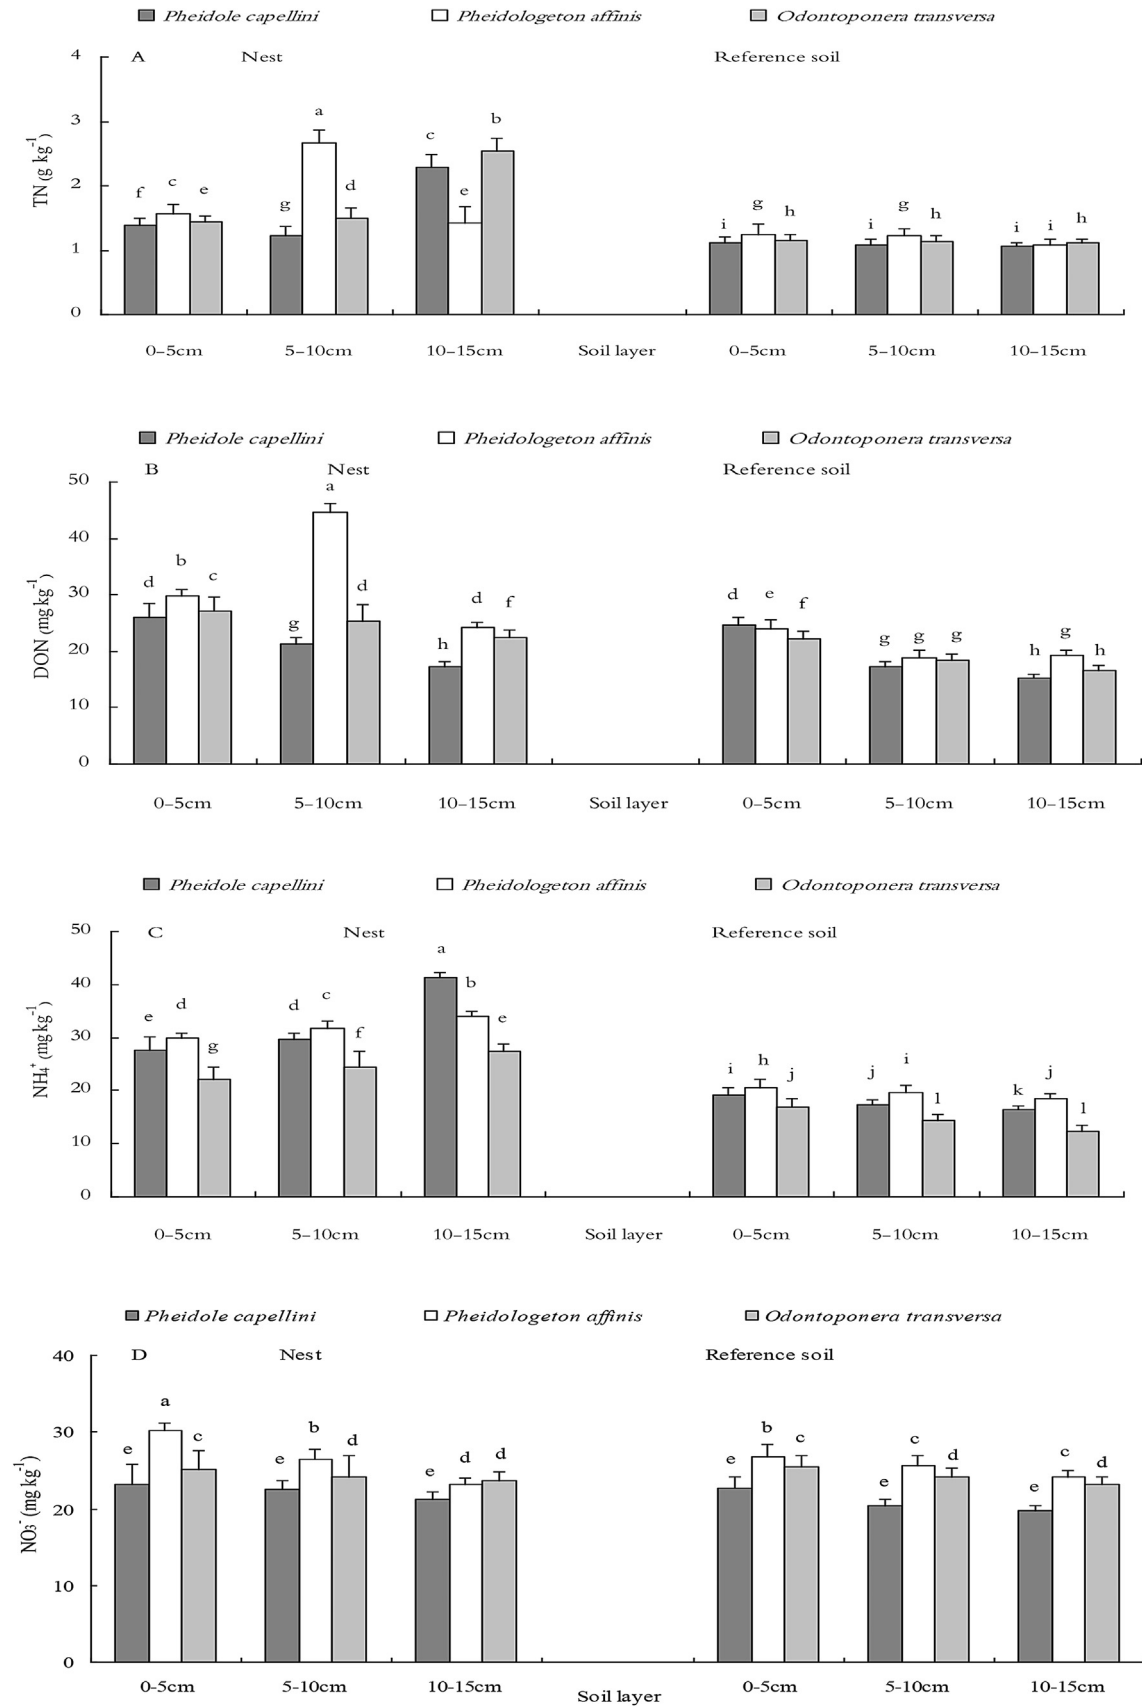 Pheidole capellini Pheidologeton affinis Odontoponera transversa
A Nest Reference soil
TN (g kg-1)
4
3
2
1
0
a
b
c
f c e
g
d
e
i g h
i g h
i i h
0–5cm 5–10cm 10–15cm Soil layer 0–5cm 5–10cm 10–15cm
Pheidole capellini Pheidologeton affinis Odontoponera transversa
B Nest Reference soil
DON (mg kg-1)
50
40
30
20
10
0
d b c
g a d
h d f
d e f
g g g
h g h
0–5cm 5–10cm 10–15cm Soil layer 0–5cm 5–10cm 10–15cm
Pheidole capellini Pheidologeton affinis Odontoponera transversa
C Nest Reference soil
NH4+ (mg kg-1)
50
40
30
20
10
0
e d g
d c f
a b e
i h j
j i l
k j l
0–5cm 5–10cm 10–15cm Soil layer 0–5cm 5–10cm 10–15cm
Pheidole capellini Pheidologeton affinis Odontoponera transversa
D Nest Reference soil
NO3- (mg kg-1)
40
30
20
10
0
e a c
e b d
e d d
e b c
e c d
e c d
0-5cm 5-10cm 10-15cm Soil layer 0-5cm 5-10cm 10-15cm